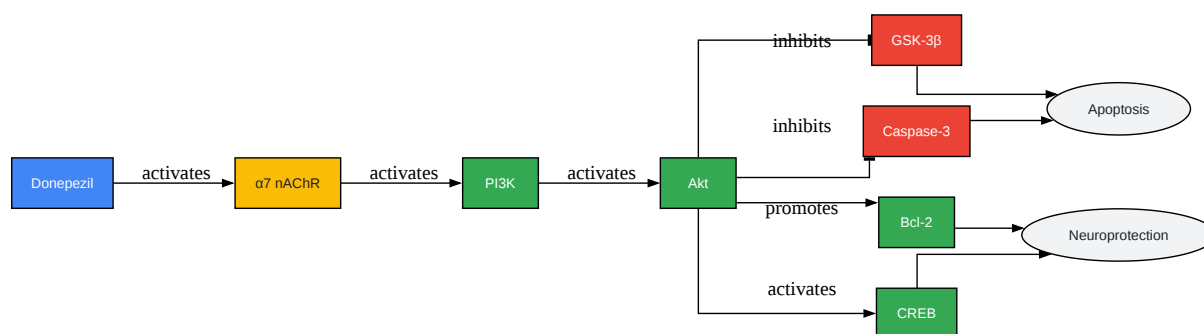 inhibits
GSK-3β
Apoptosis
inhibits
Caspase-3
Donepezil
activates
α7 nAChR
activates
PI3K
activates
Akt
promotes
Bcl-2
Neuroprotection
activates
CREB